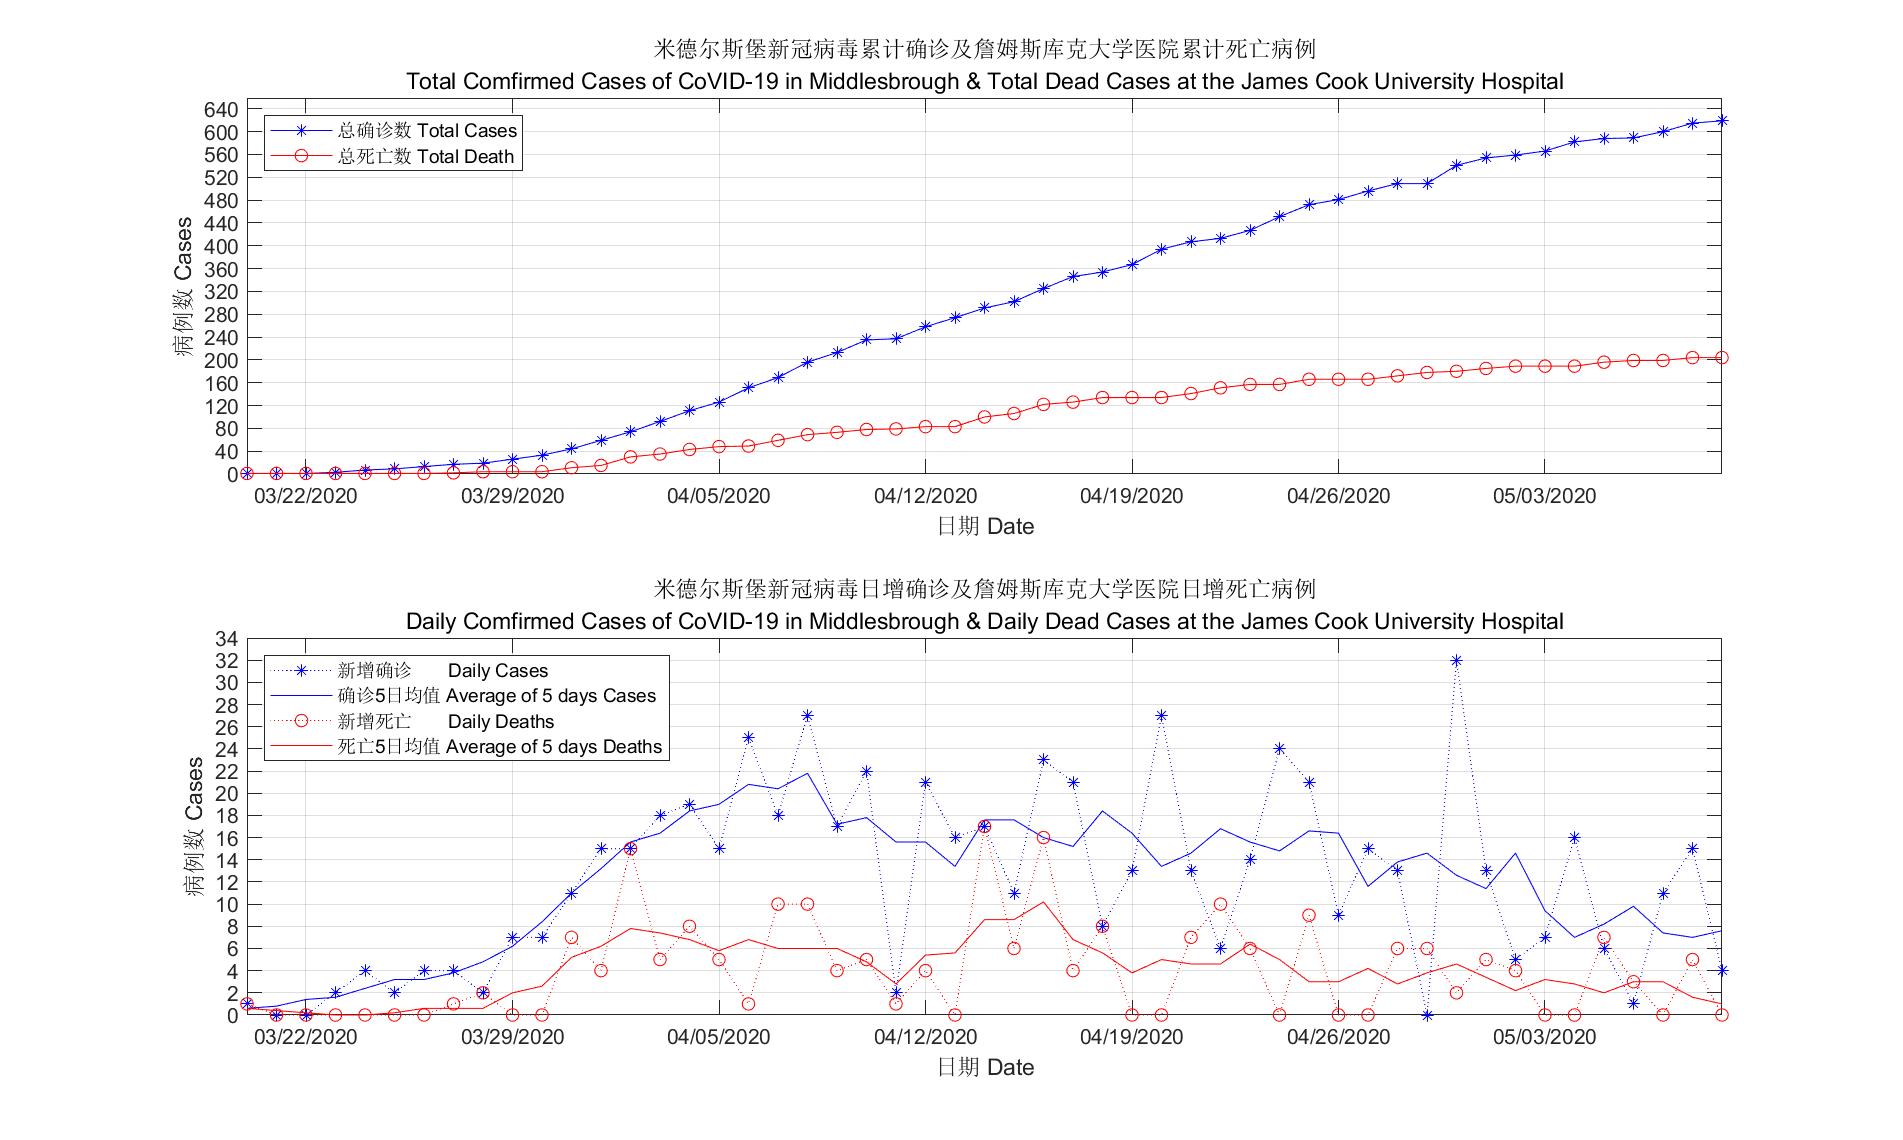 米德尔斯堡新冠病毒累计确诊及詹姆斯库克大学医院累计死亡病例
Total Comfirmed Cases of CoVID-19 in Middlesbrough & Total Dead Cases at the James Cook University Hospital
640
600
560
520
480
440
400
360
320
280
240
200
160
120
80
40
0
病例数 Cases
总确诊数 Total Cases
总死亡数 Total Death
03/22/2020 03/29/2020 04/05/2020 04/12/2020 04/19/2020 04/26/2020 05/03/2020
日期 Date
米德尔斯堡新冠病毒日增确诊及詹姆斯库克大学医院日增死亡病例
Daily Comfirmed Cases of CoVID-19 in Middlesbrough & Daily Dead Cases at the James Cook University Hospital
34
32
30
28
26
24
22
20
18
16
14
12
10
8
6
4
2
0
病例数 Cases
新增确诊 Daily Cases
确诊5日均值 Average of 5 days Cases
新增死亡 Daily Deaths
死亡5日均值 Average of 5 days Deaths
03/22/2020 03/29/2020 04/05/2020 04/12/2020 04/19/2020 04/26/2020 05/03/2020
日期 Date